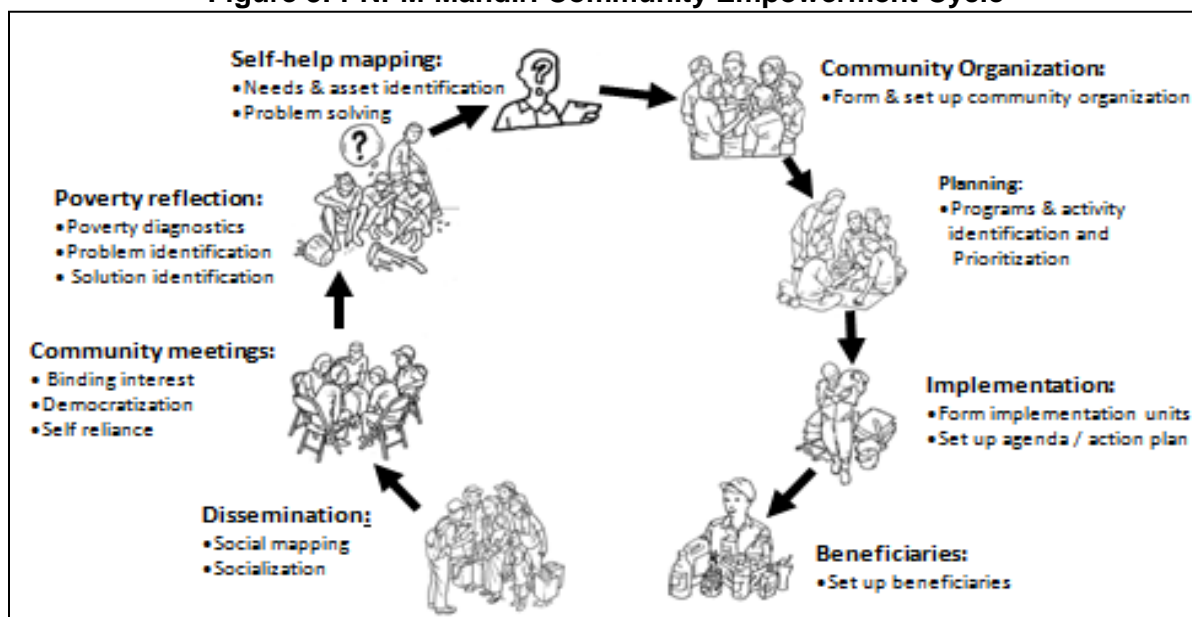 Figure PNPM Mandiri Community Empowerment Cycle
Self-help mapping:
•Needs & asset identification
•Problem solving
?
Community Organization:
•Form & set up community organization
?
Poverty reflection:
•Poverty diagnostics
•Problem identification
• Solution identification
Planning:
•Programs & activity
identification and
Prioritization
Community meetings:
• Binding interest
•Democratization
•Self reliance
Implementation:
•Form implementation units
•Set up agenda / action plan
Dissemination:
•Social mapping
•Socialization
Beneficiaries:
•Set up beneficiaries